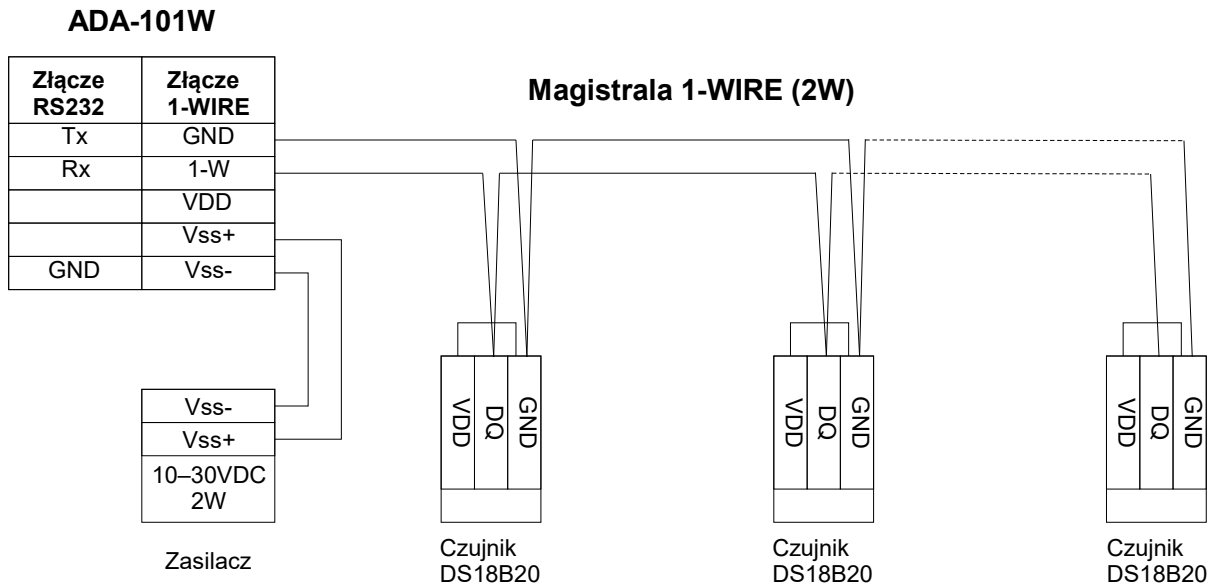 ADA-101W
Złącze RS232
Złącze 1-WIRE
Magistrala 1-WIRE (2W)
Tx GND
Rx 1-W
VDD
Vss+
GND Vss-
Vss-
Vss+
10–30VDC
2W
Zasilacz
VDD DQ GND
Czujnik
DS18B20
VDD DQ GND
Czujnik
DS18B20
VDD DQ GND
Czujnik
DS18B20